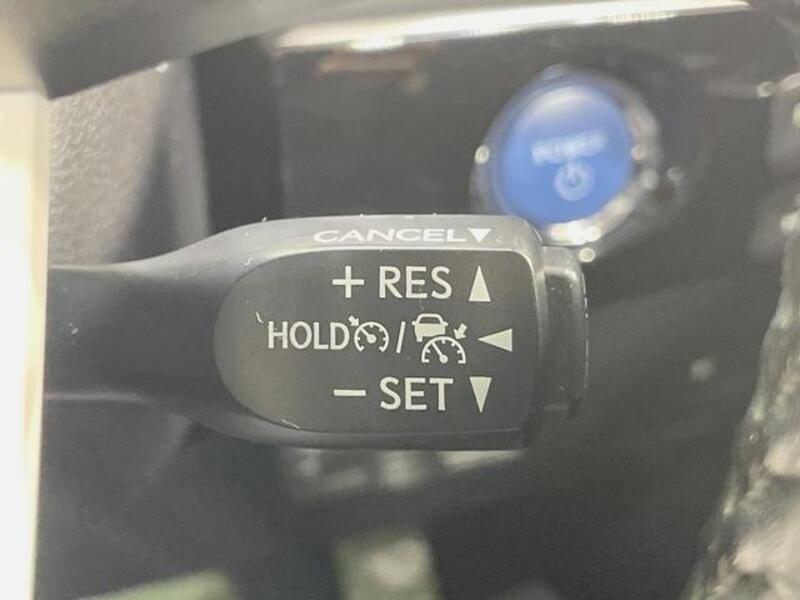 POWER
CANCEL▼
+ RES ▲
HOLD / ◀
− SET ▼